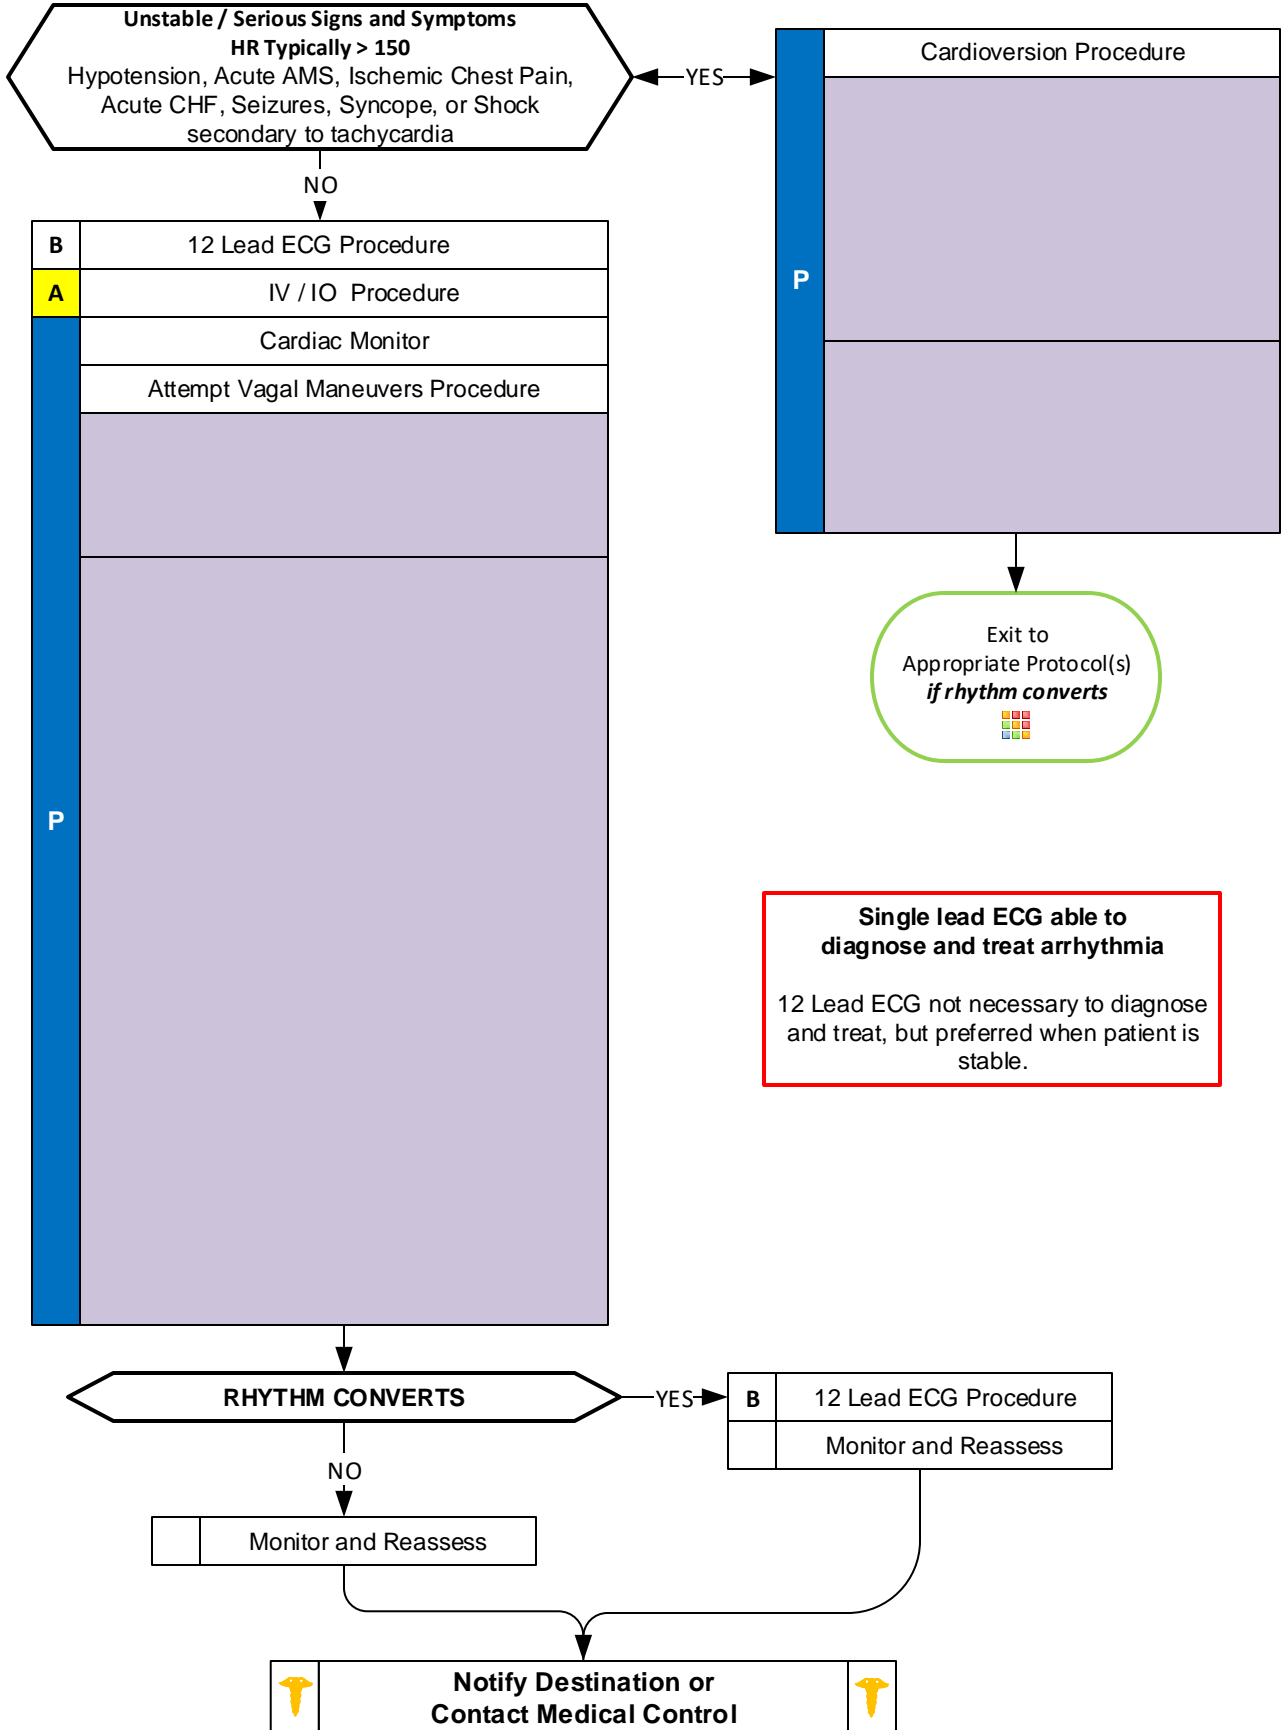 Unstable / Serious Signs and Symptoms
HR Typically > 150
Hypotension, Acute AMS, Ischemic Chest Pain,
Acute CHF, Seizures, Syncope, or Shock
secondary to tachycardia
YES
Cardioversion Procedure
P
NO
B
12 Lead ECG Procedure
A
IV / IO Procedure
Cardiac Monitor
Attempt Vagal Maneuvers Procedure
P
Exit to
Appropriate Protocol(s)
if rhythm converts
Single lead ECG able to
diagnose and treat arrhythmia
12 Lead ECG not necessary to diagnose
and treat, but preferred when patient is
stable.
RHYTHM CONVERTS
YES
B
12 Lead ECG Procedure
Monitor and Reassess
NO
Monitor and Reassess
Notify Destination or
Contact Medical Control